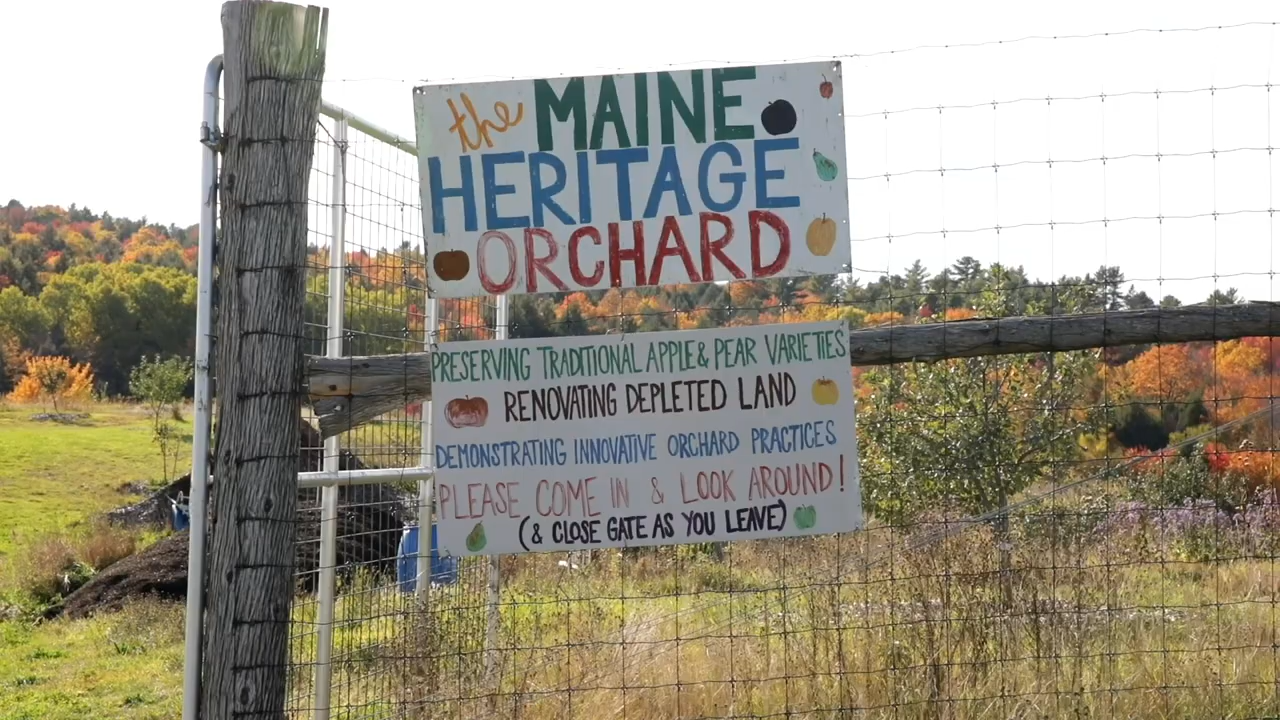 the MAINE
HERITAGE
ORCHARD
PRESERVING TRADITIONAL APPLE & PEAR VARIETIES
RENOVATING DEPLETED LAND
DEMONSTRATING INNOVATIVE ORCHARD PRACTICES
PLEASE COME IN & LOOK AROUND!
(& CLOSE GATE AS YOU LEAVE)